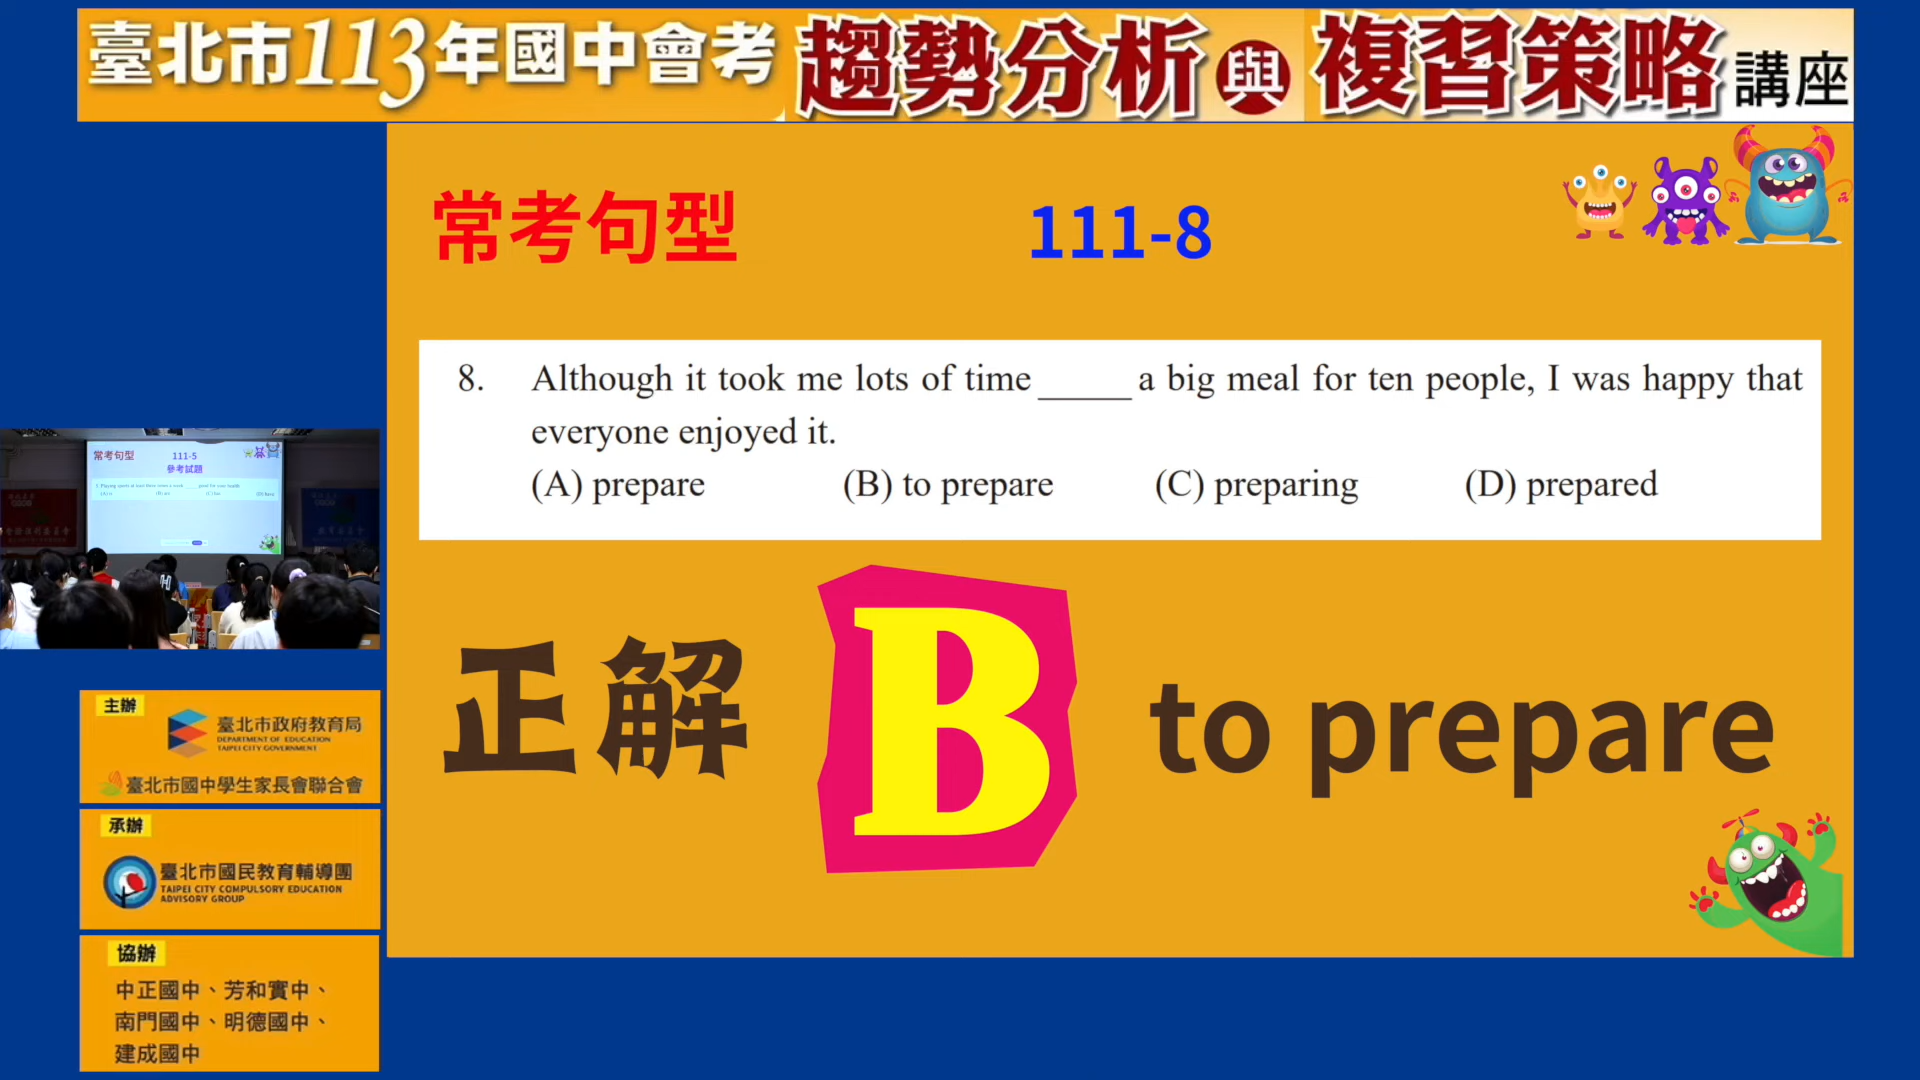 臺北市113年國中會考 趨勢分析與複習策略講座
常考句型 111-8
8. Although it took me lots of time _____ a big meal for ten people, I was happy that
everyone enjoyed it.
(A) prepare (B) to prepare (C) preparing (D) prepared
正解 B to prepare
常考句型 111-5
參考試題
主辦
臺北市政府教育局
DEPARTMENT OF EDUCATION
TAIPEI CITY GOVERNMENT
臺北市國中學生家長會聯合會
承辦
臺北市國民教育輔導團
TAIPEI CITY COMPULSORY EDUCATION
ADVISORY GROUP
協辦
中正國中、芳和實中、
南門國中、明德國中、
建成國中